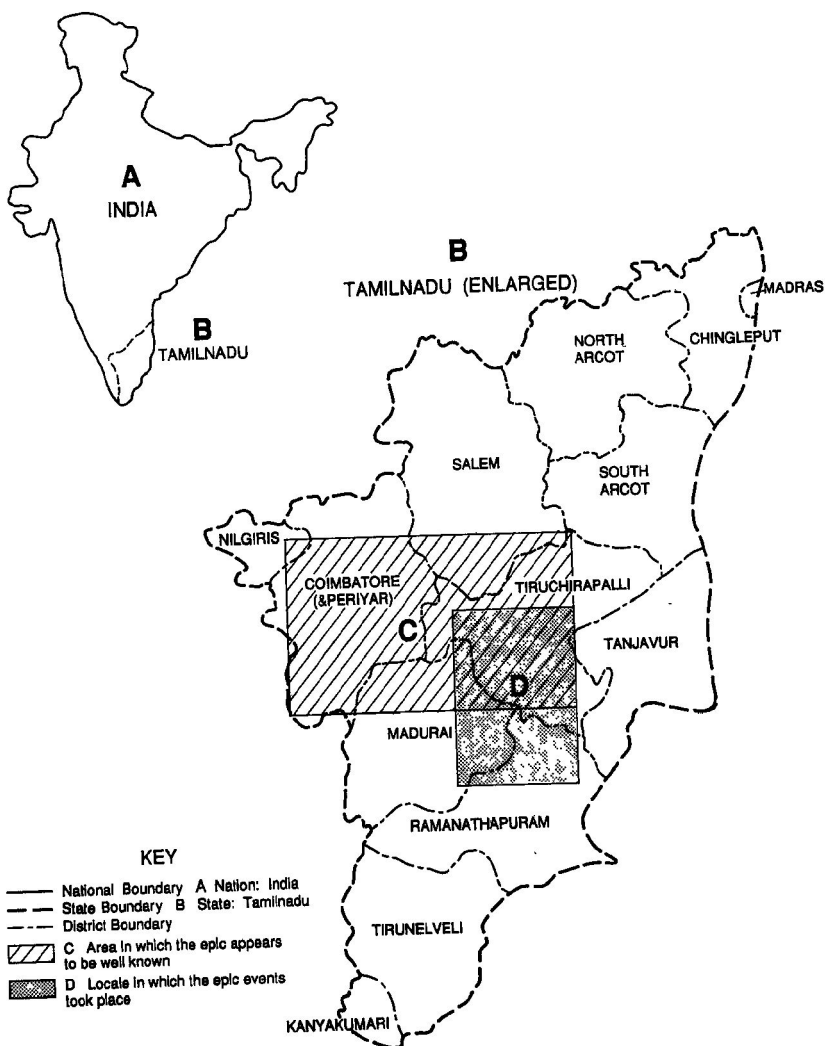 A
INDIA
B
TAMILNADU
B
TAMILNADU (ENLARGED)
MADRAS
NORTH
ARCOT
CHINGLEPUT
SALEM
SOUTH
ARCOT
NILGIRIS
COIMBATORE
(&PERIYAR)
TIRUCHIRAPALLI
C
TANJAVUR
D
MADURAI
RAMANATHAPURAM
TIRUNELVELI
KANYAKUMARI
KEY
National Boundary A Nation: India
State Boundary B State: Tamilnadu
District Boundary
C Area in which the epic appears
to be well known
D Locale in which the epic events
took place